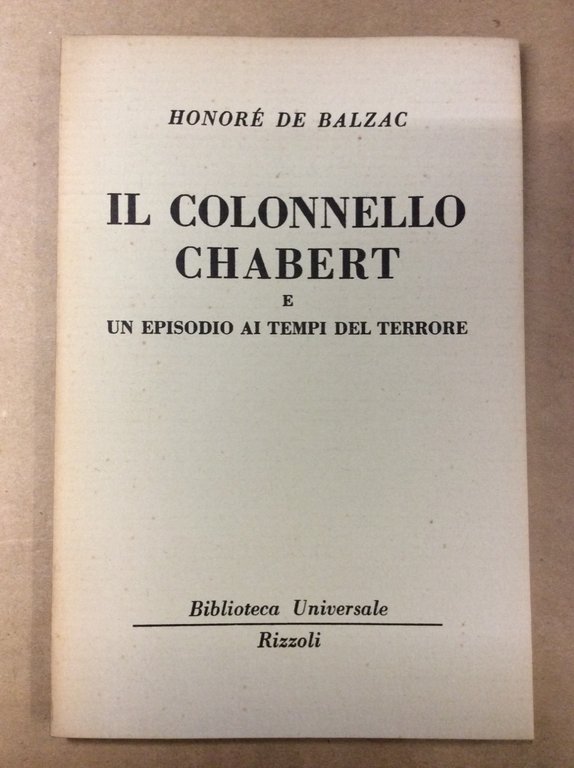 HONORÉ DE BALZAC
IL COLONNELLO
CHABERT
E
UN EPISODIO AI TEMPI DEL TERRORE
Biblioteca Universale
Rizzoli